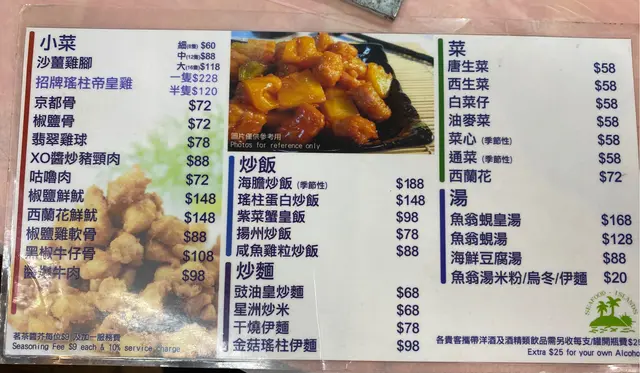 小菜
細(8隻) $60
沙薑雞腳 中(12隻) $88
大(16隻) $118
招牌瑤柱帝皇雞 一隻 $228
半隻 $120
京都骨 $72
椒鹽骨 $72
翡翠雞球 $78
XO醬炒豬頸肉 $88
咕嚕肉 $72
椒鹽鮮魷 $148
西蘭花鮮魷 $148
椒鹽雞軟骨 $88
黑椒牛仔骨 $108
牛肉 $98
茗茶醬芥每位$9 及加一服務費
Seasoning Fee $9 each & 10% service charge
圖片僅供參考用
Photos for reference only
炒飯
海膽炒飯 (季節性) $188
瑤柱蛋白炒飯 $148
紫菜蟹皇飯 $98
揚州炒飯 $78
咸魚雞粒炒飯 $88
炒麵
豉油皇炒麵 $68
星洲炒米 $68
干燒伊麵 $78
金菇瑤柱伊麵 $98
菜
唐生菜 $58
西生菜 $58
白菜仔 $58
油麥菜 $58
菜心 (季節性) $58
通菜 (季節性) $58
西蘭花 $72
湯
魚翁蜆皇湯 $168
魚翁蜆湯 $128
海鮮豆腐湯 $88
魚翁湯米粉/烏冬/伊麵 $20
SEAFOOD ISLANDS
各貴客攜帶洋酒及酒精類飲品需另收每支/罐開瓶費$25
Extra $25 for your own Alcoho